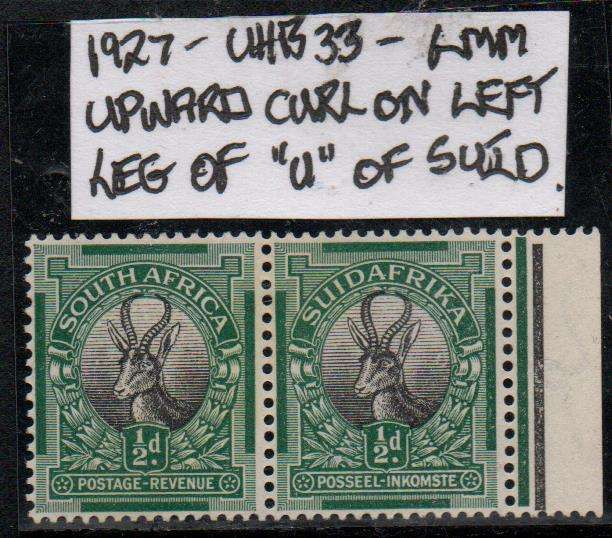 1927 - UHB 33 - LMM
UPWARD CURL ON LEFT
LEG OF "U" OF SUID.
SOUTH AFRICA
½d.
POSTAGE-REVENUE
SUIDAFRIKA
½d.
POSSEEL-INKOMSTE